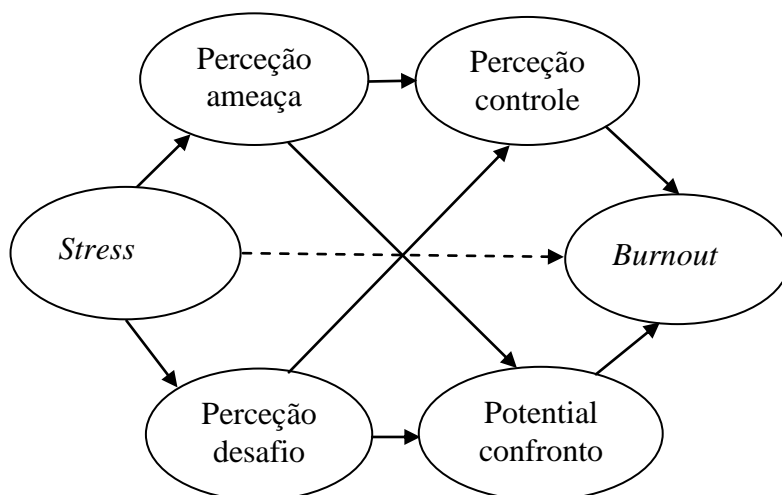 Perceção
ameaça
Perceção
controle
Stress
Burnout
Perceção
desafio
Potential
confronto